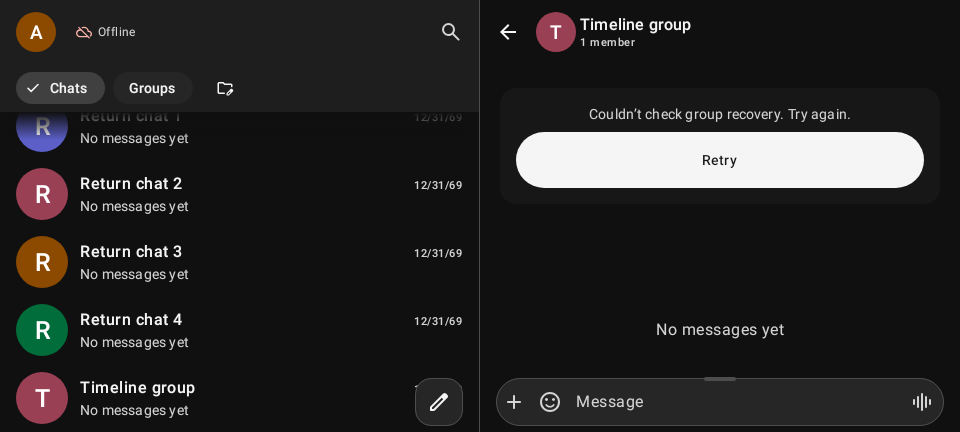 A
Offline
Chats
Groups
R
Return chat 1
12/31/69
No messages yet
R
Return chat 2
12/31/69
No messages yet
R
Return chat 3
12/31/69
No messages yet
R
Return chat 4
12/31/69
No messages yet
T
Timeline group
No messages yet
T
Timeline group
1 member
Couldn't check group recovery. Try again.
Retry
No messages yet
Message